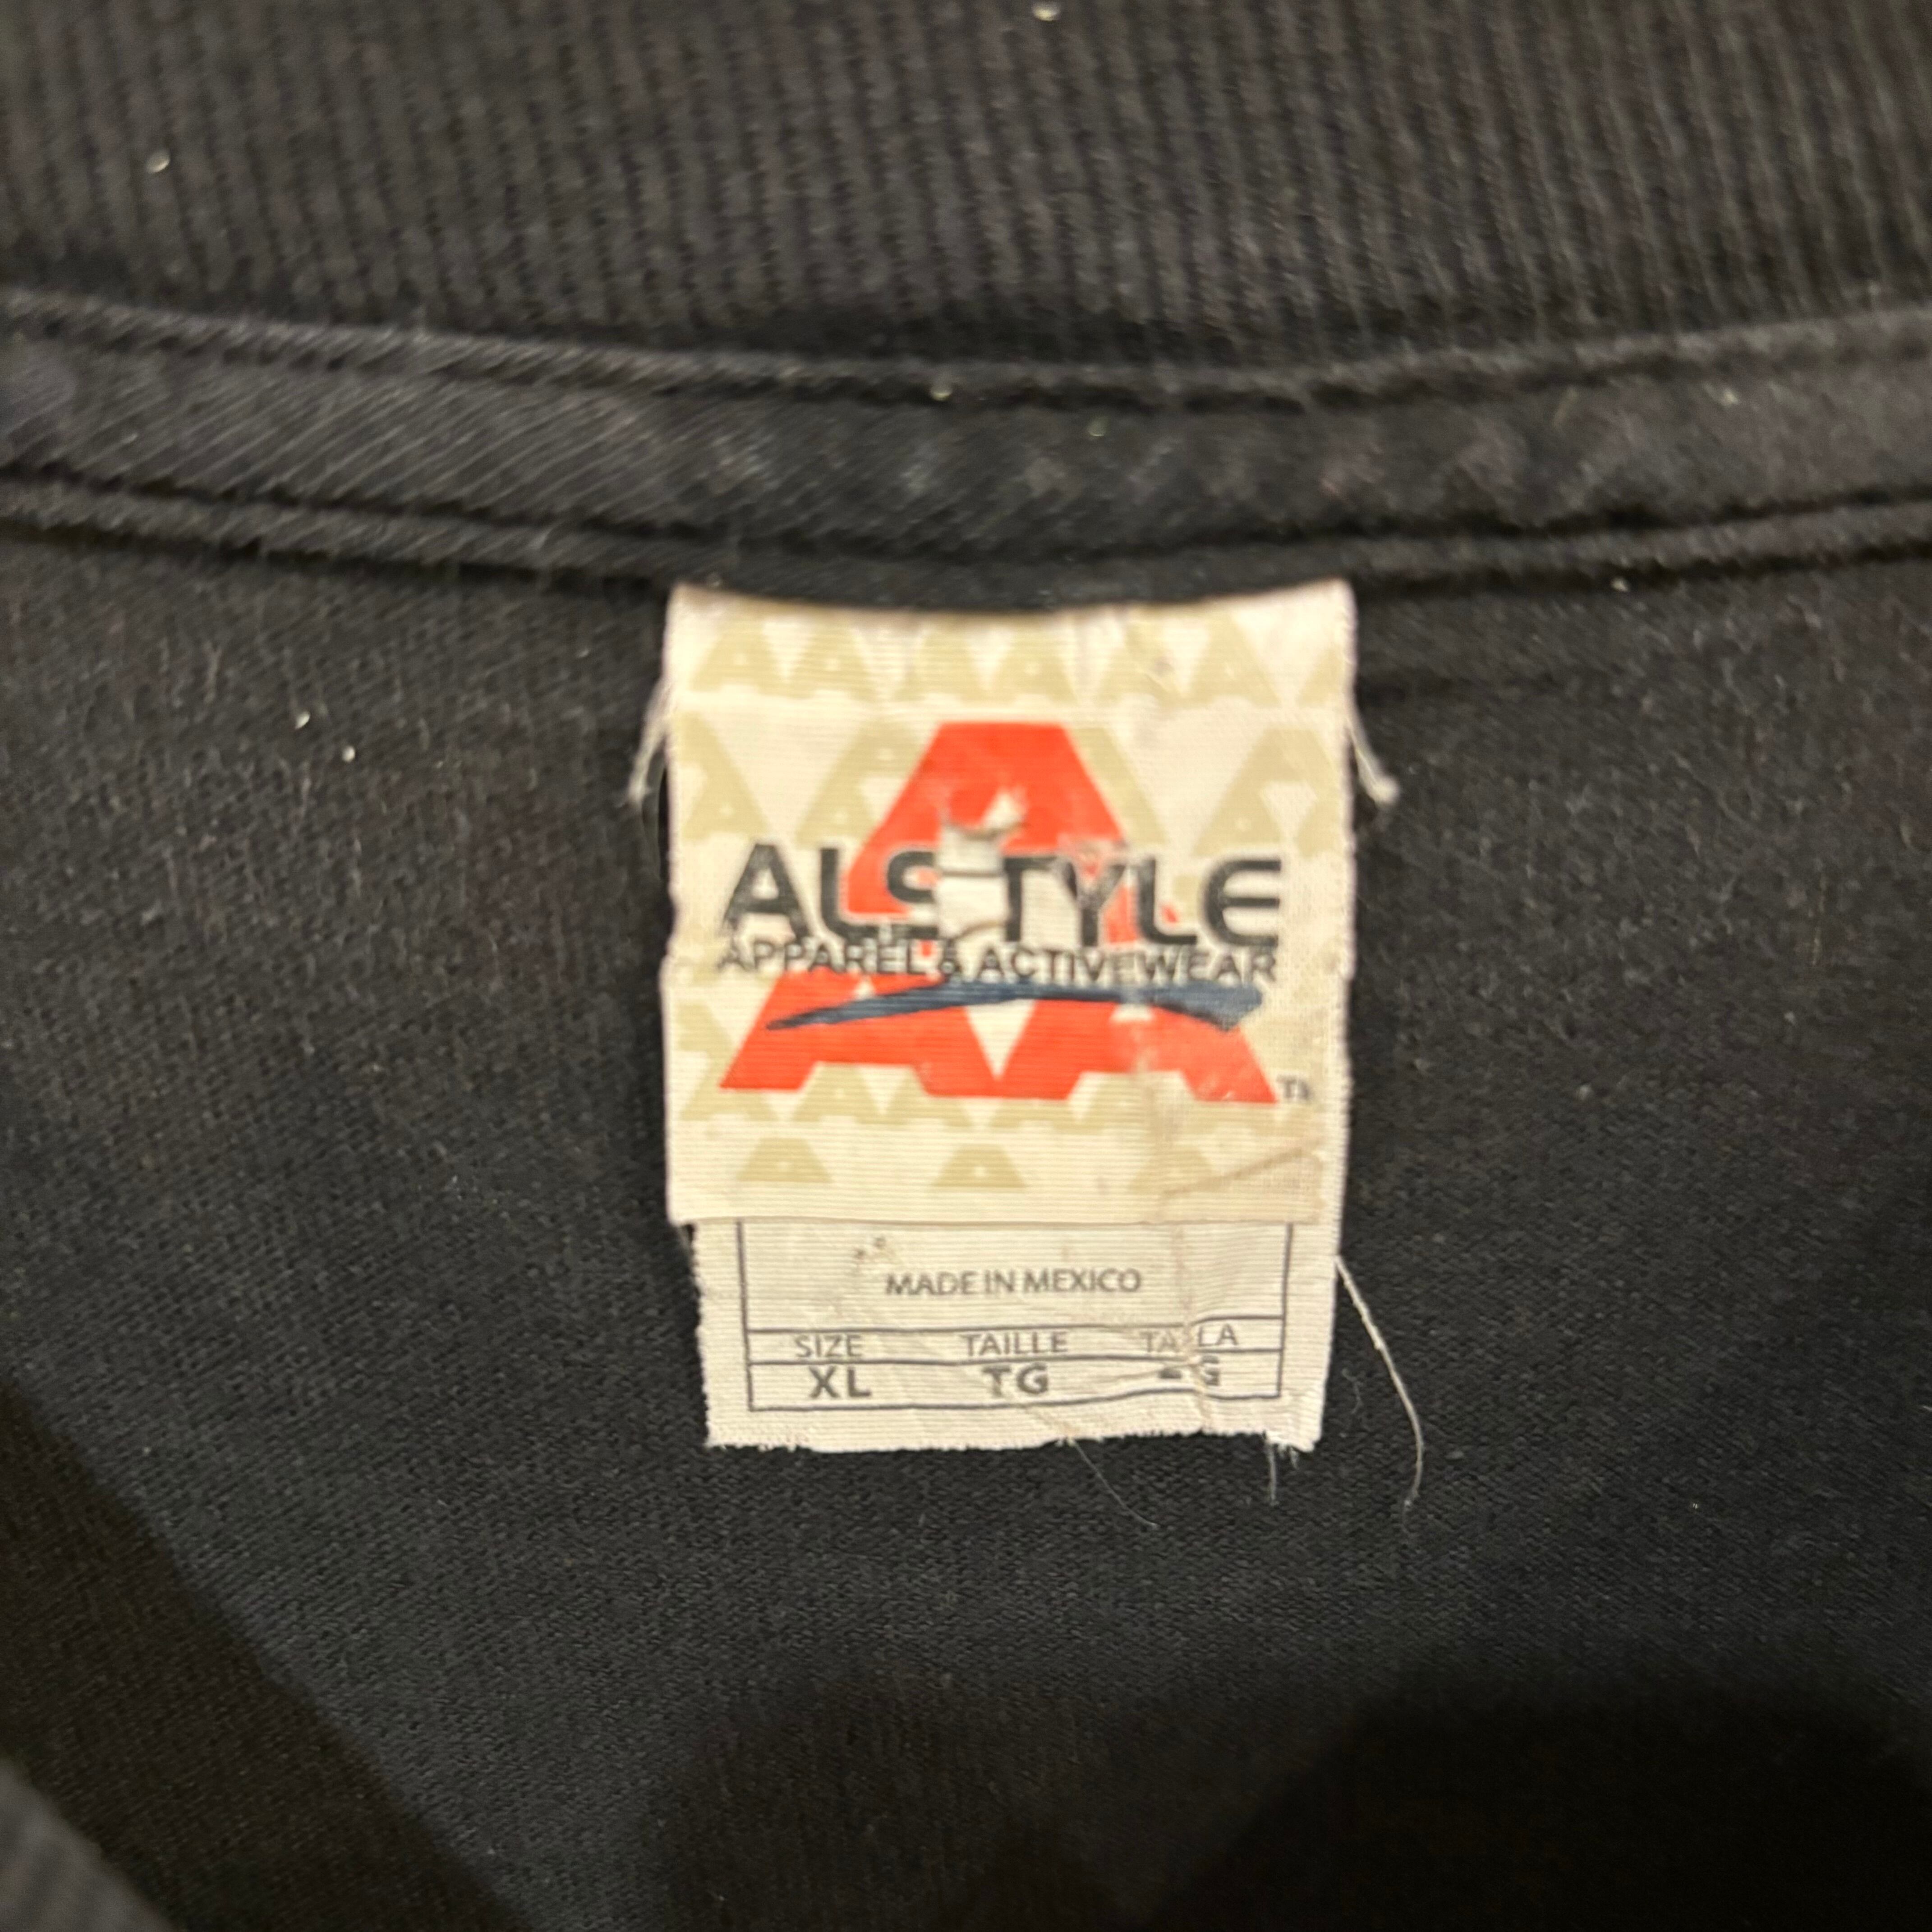 ALSTYLE
APPAREL & ACTIVEWEAR
MADE IN MEXICO
SIZE TAILLE TALLA
XL TG